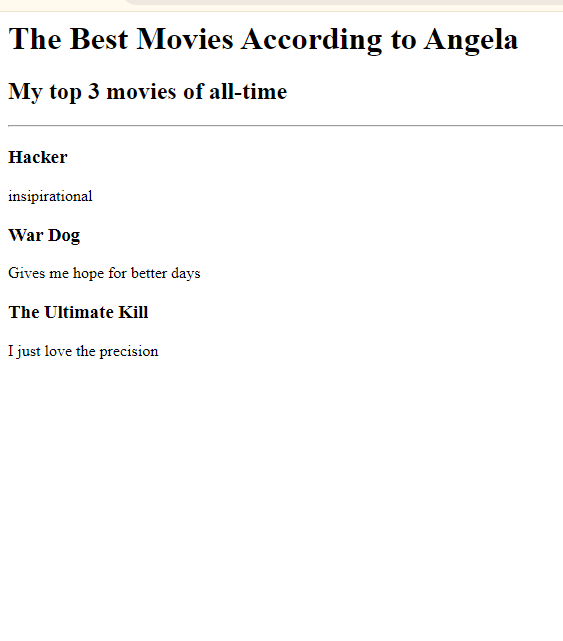 The Best Movies According to Angela
My top 3 movies of all-time
Hacker
insipirational
War Dog
Gives me hope for better days
The Ultimate Kill
I just love the precision